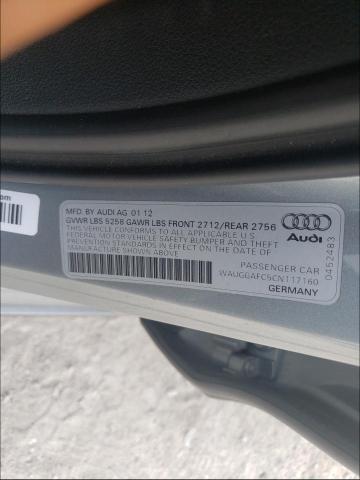 om
MFD. BY AUDI AG 01 12
GVWR LBS 5258 GAWR LBS FRONT 2712/REAR 2756
THIS VEHICLE CONFORMS TO ALL APPLICABLE U.S.
FEDERAL MOTOR VEHICLE SAFETY BUMPER AND THEFT
PREVENTION STANDARDS IN EFFECT ON THE DATE OF
MANUFACTURE SHOWN ABOVE
Audi
PASSENGER CAR
WAUGGAFC5CN117160
GERMANY
0452483